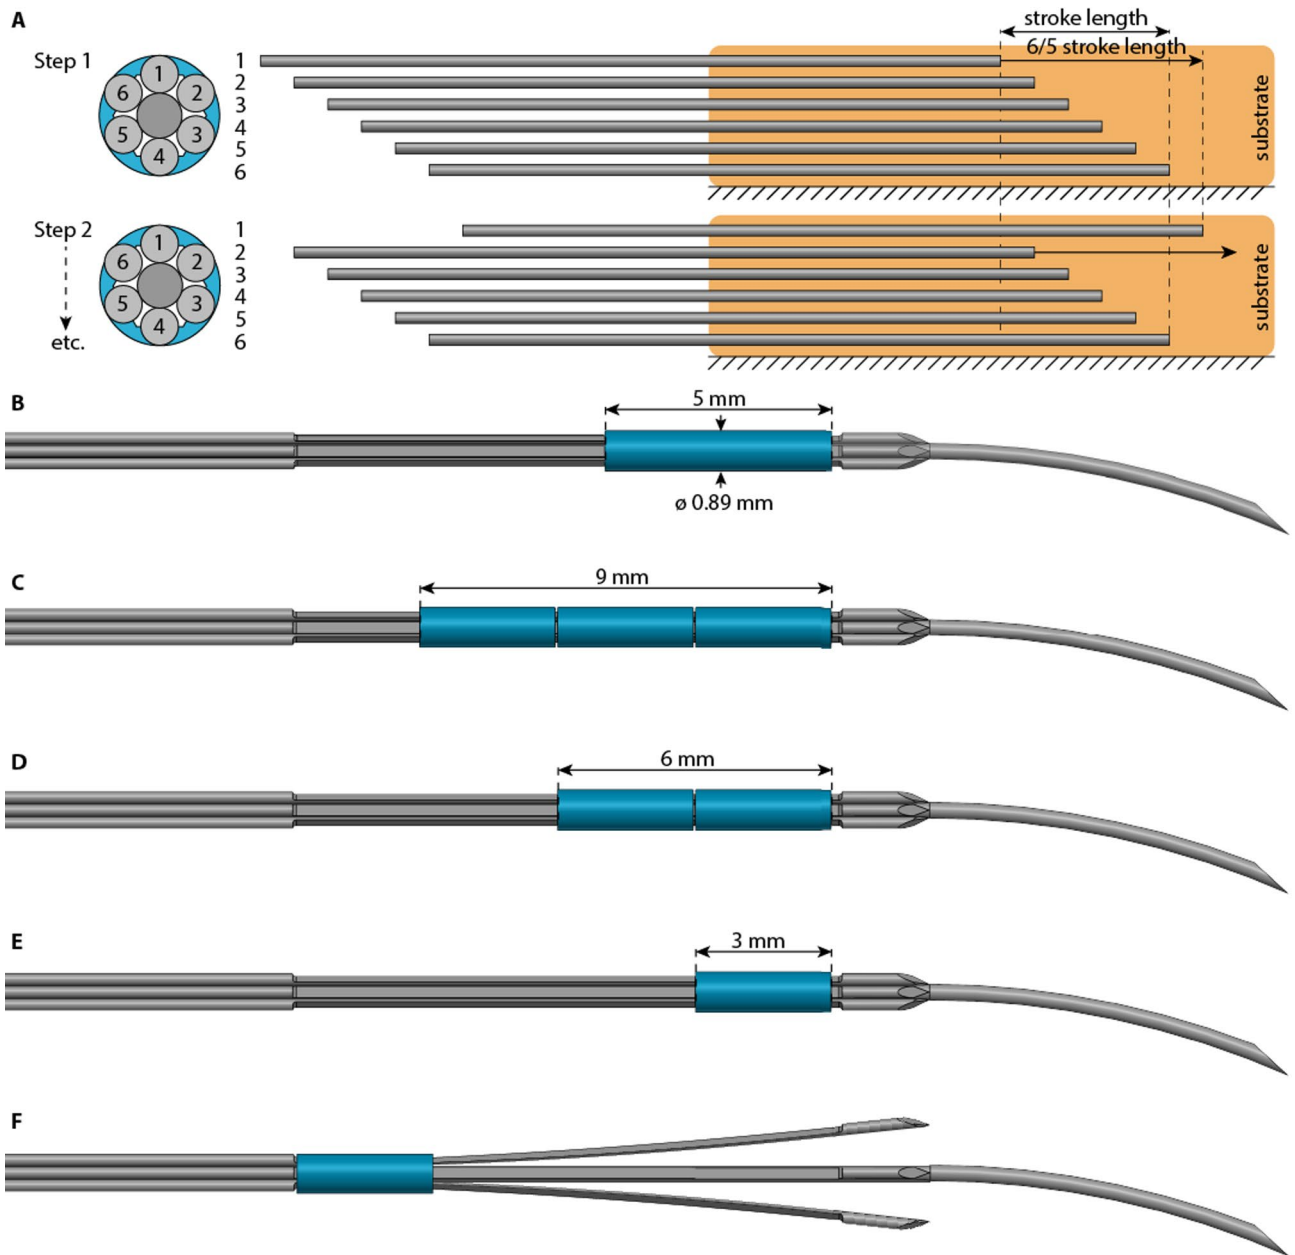 A
stroke length
6/5 stroke length
Step 1
1
2
3
4
5
6
1
2
3
4
5
6
substrate
Step 2
etc.
1
2
3
4
5
6
1
2
3
4
5
6
substrate
B
5 mm
ø 0.89 mm
C
9 mm
D
6 mm
E
3 mm
F